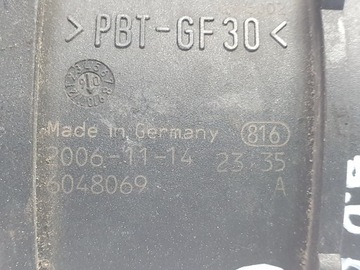 >PBT-GF30<
Made in Germany 816
2006-11-14 23:35
6048069 A